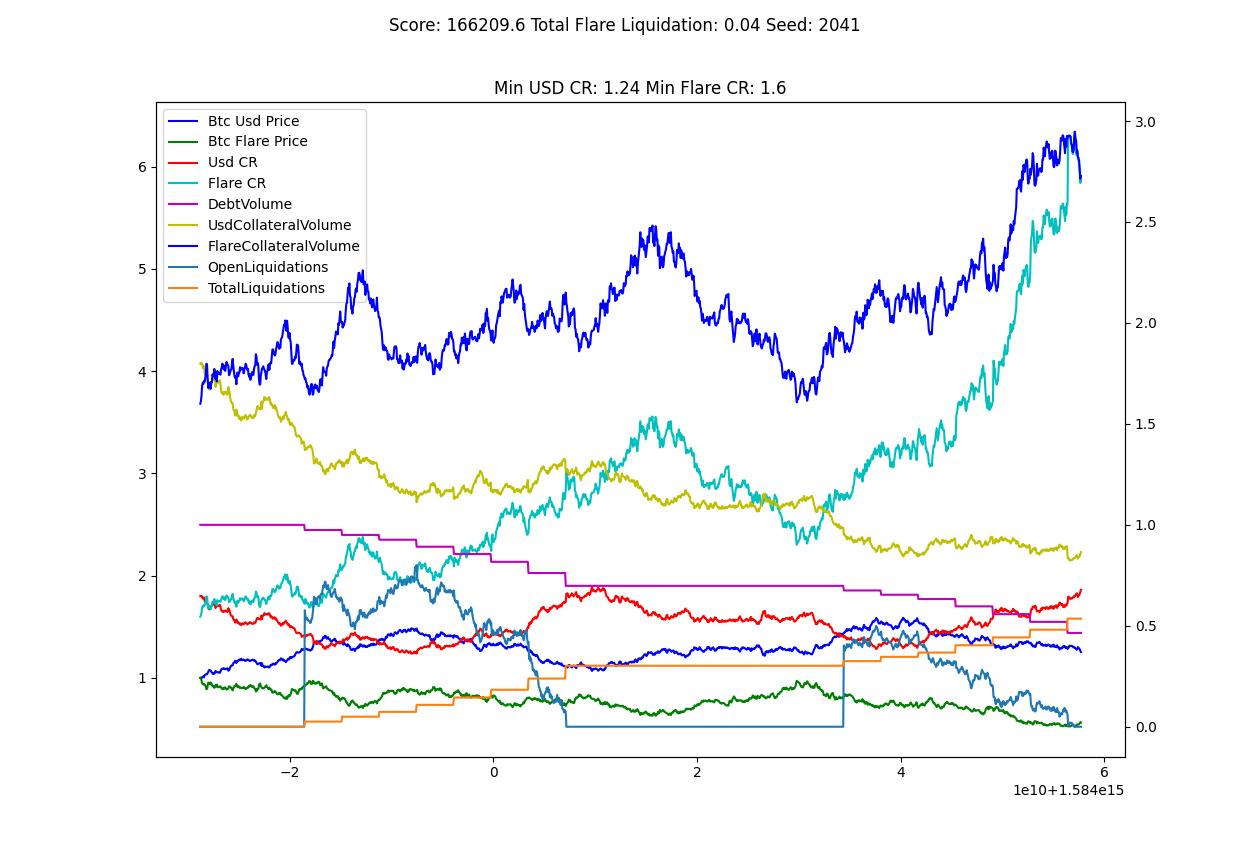 Score: 166209.6 Total Flare Liquidation: 0.04 Seed: 2041
Min USD CR: 1.24 Min Flare CR: 1.6
Btc Usd Price
Btc Flare Price
Usd CR
Flare CR
DebtVolume
UsdCollateralVolume
FlareCollateralVolume
OpenLiquidations
TotalLiquidations
6
5
4
3
2
1
3.0
2.5
2.0
1.5
1.0
0.5
0.0
−2
0
2
4
6
1e10+1.584e15